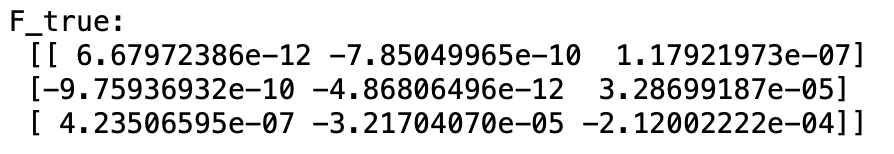 F_true:
[[ 6.67972386e-12 -7.85049965e-10 1.17921973e-07]
[-9.75936932e-10 -4.86806496e-12 3.28699187e-05]
[ 4.23506595e-07 -3.21704070e-05 -2.12002222e-04]]